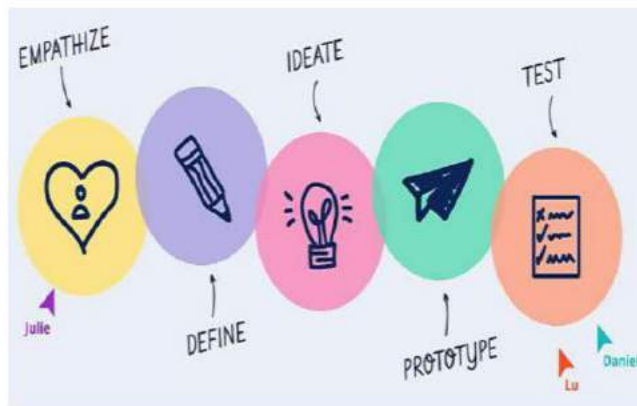 EMPATHIZE
IDEATE
TEST
Julie
DEFINE
PROTOTYPE
Lu
Daniel